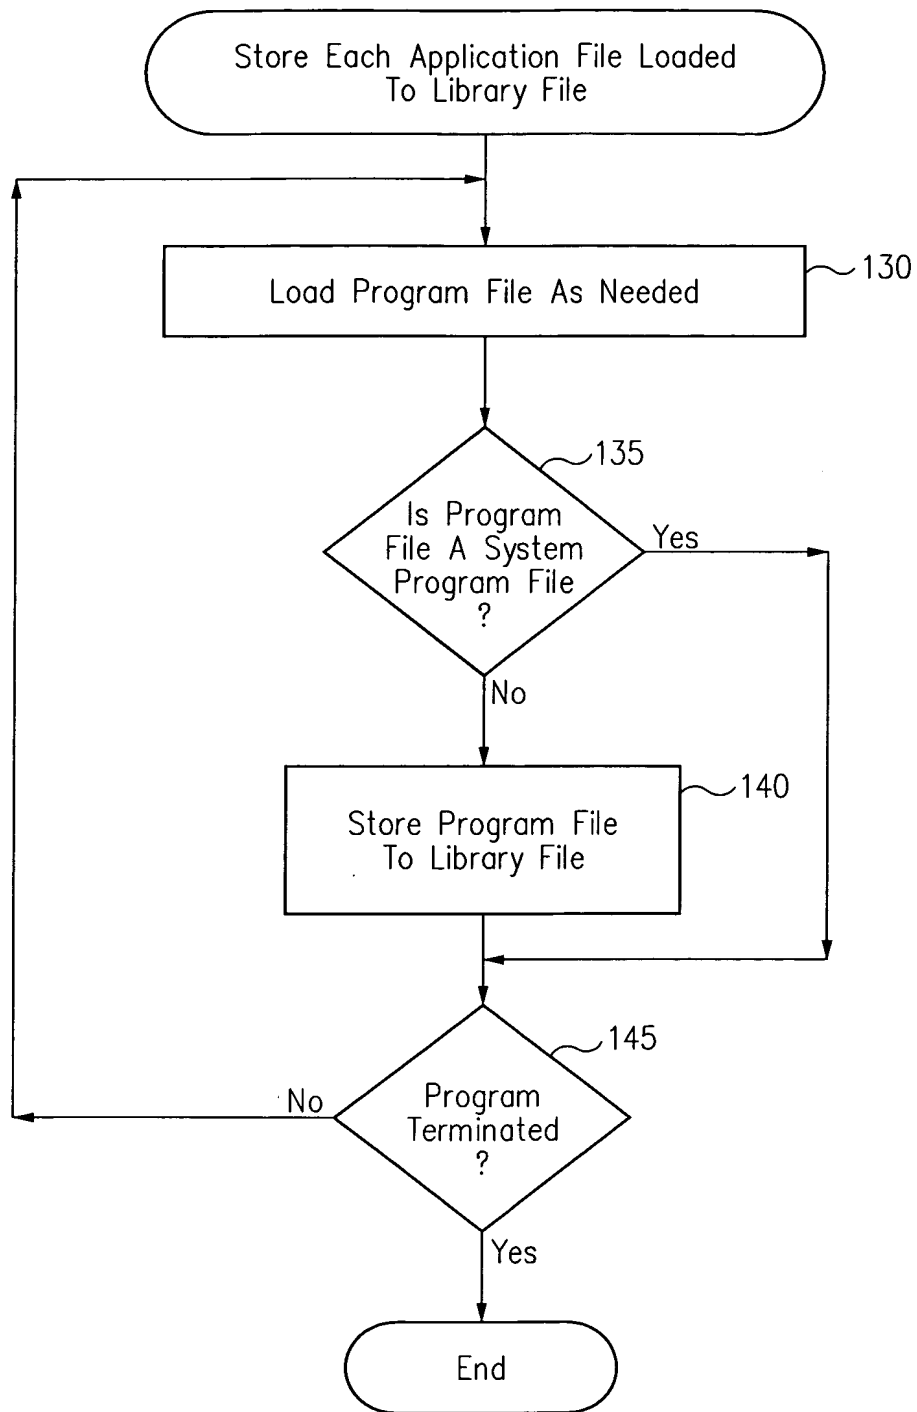 Store Each Application File Loaded
To Library File
Load Program File As Needed
130
135
Is Program
File A System
Program File
?
Yes
No
140
Store Program File
To Library File
145
No
Program
Terminated
?
Yes
End